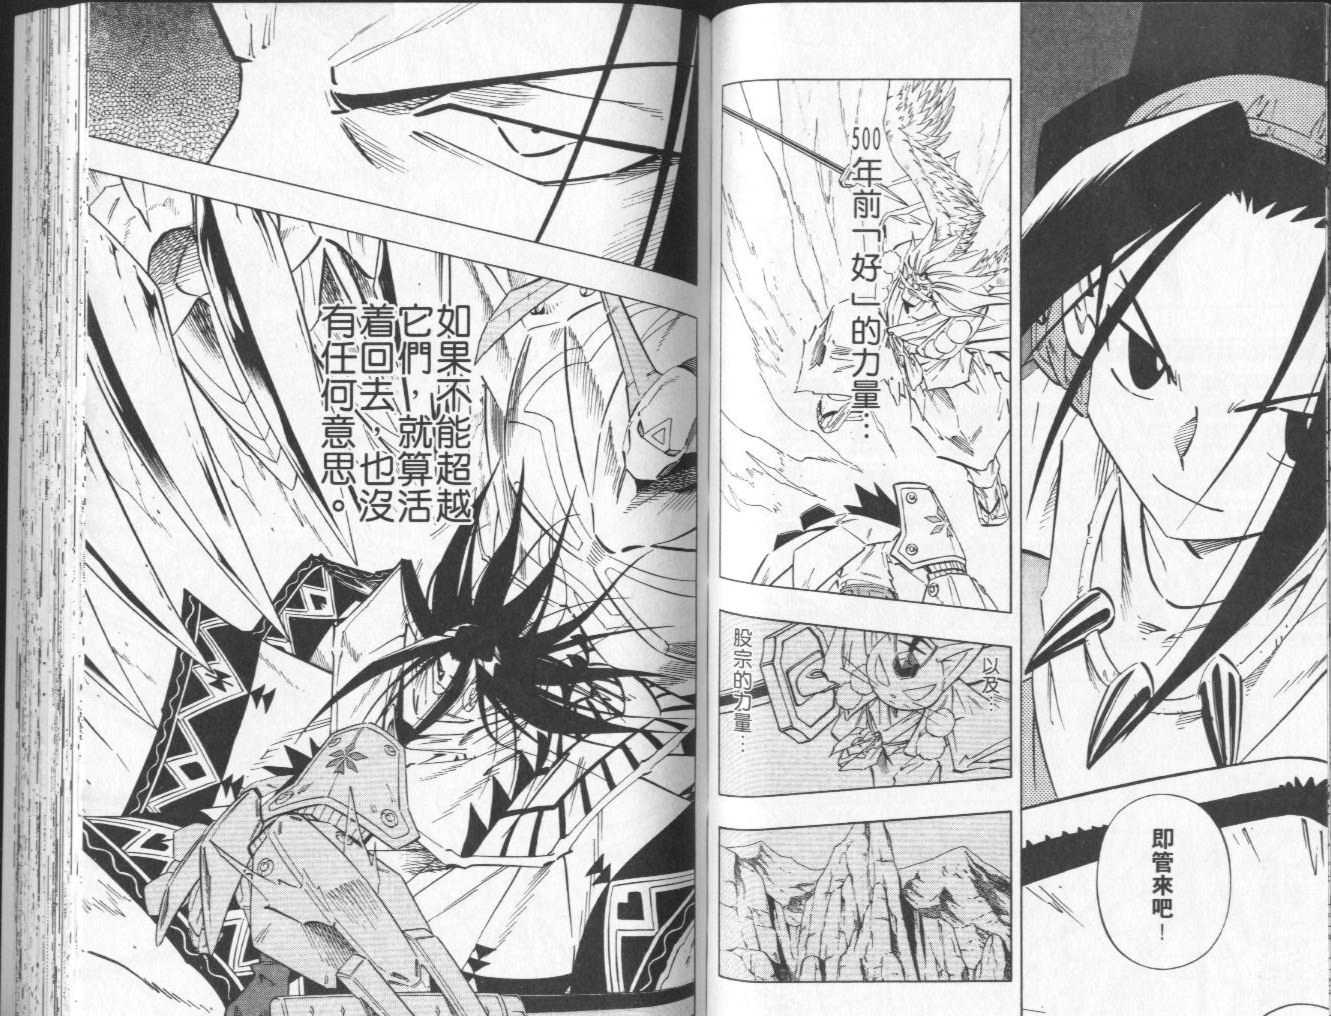 即管來吧！
500年前「好」的力量…
以及…
股宗的力量…
如果不能超越
它們，就算活
着回去，也沒
有任何意思。